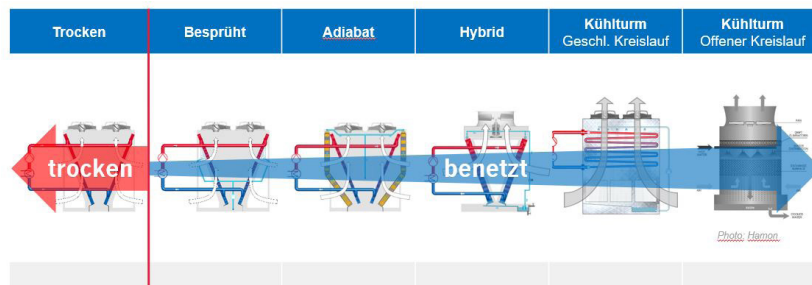 Trocken
Besprüht
Adiabat
Hybrid
Kühlturm
Geschl. Kreislauf
Kühlturm
Offener Kreislauf
trocken
benetzt
Photo: Hamon